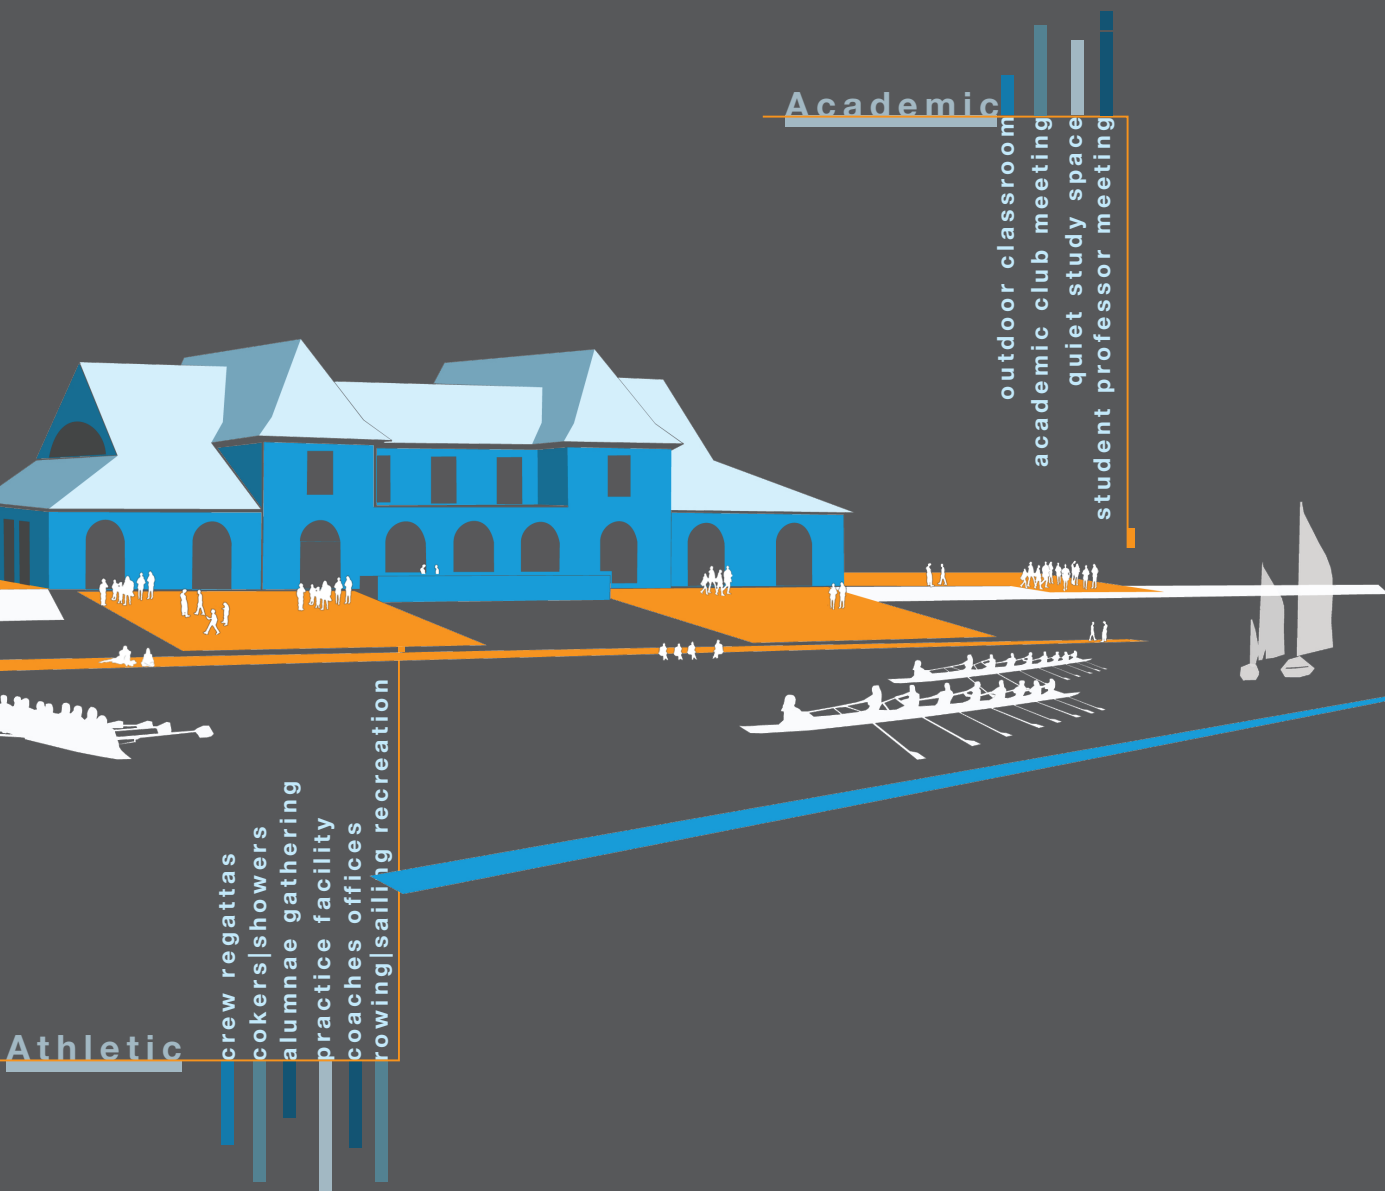 Academic
outdoor classroom
academic club meeting
quiet study space
student professor meeting
Athletic
crew regattas
cokers|showers
alumnae gathering
practice facility
coaches offices
rowing|sailing recreation